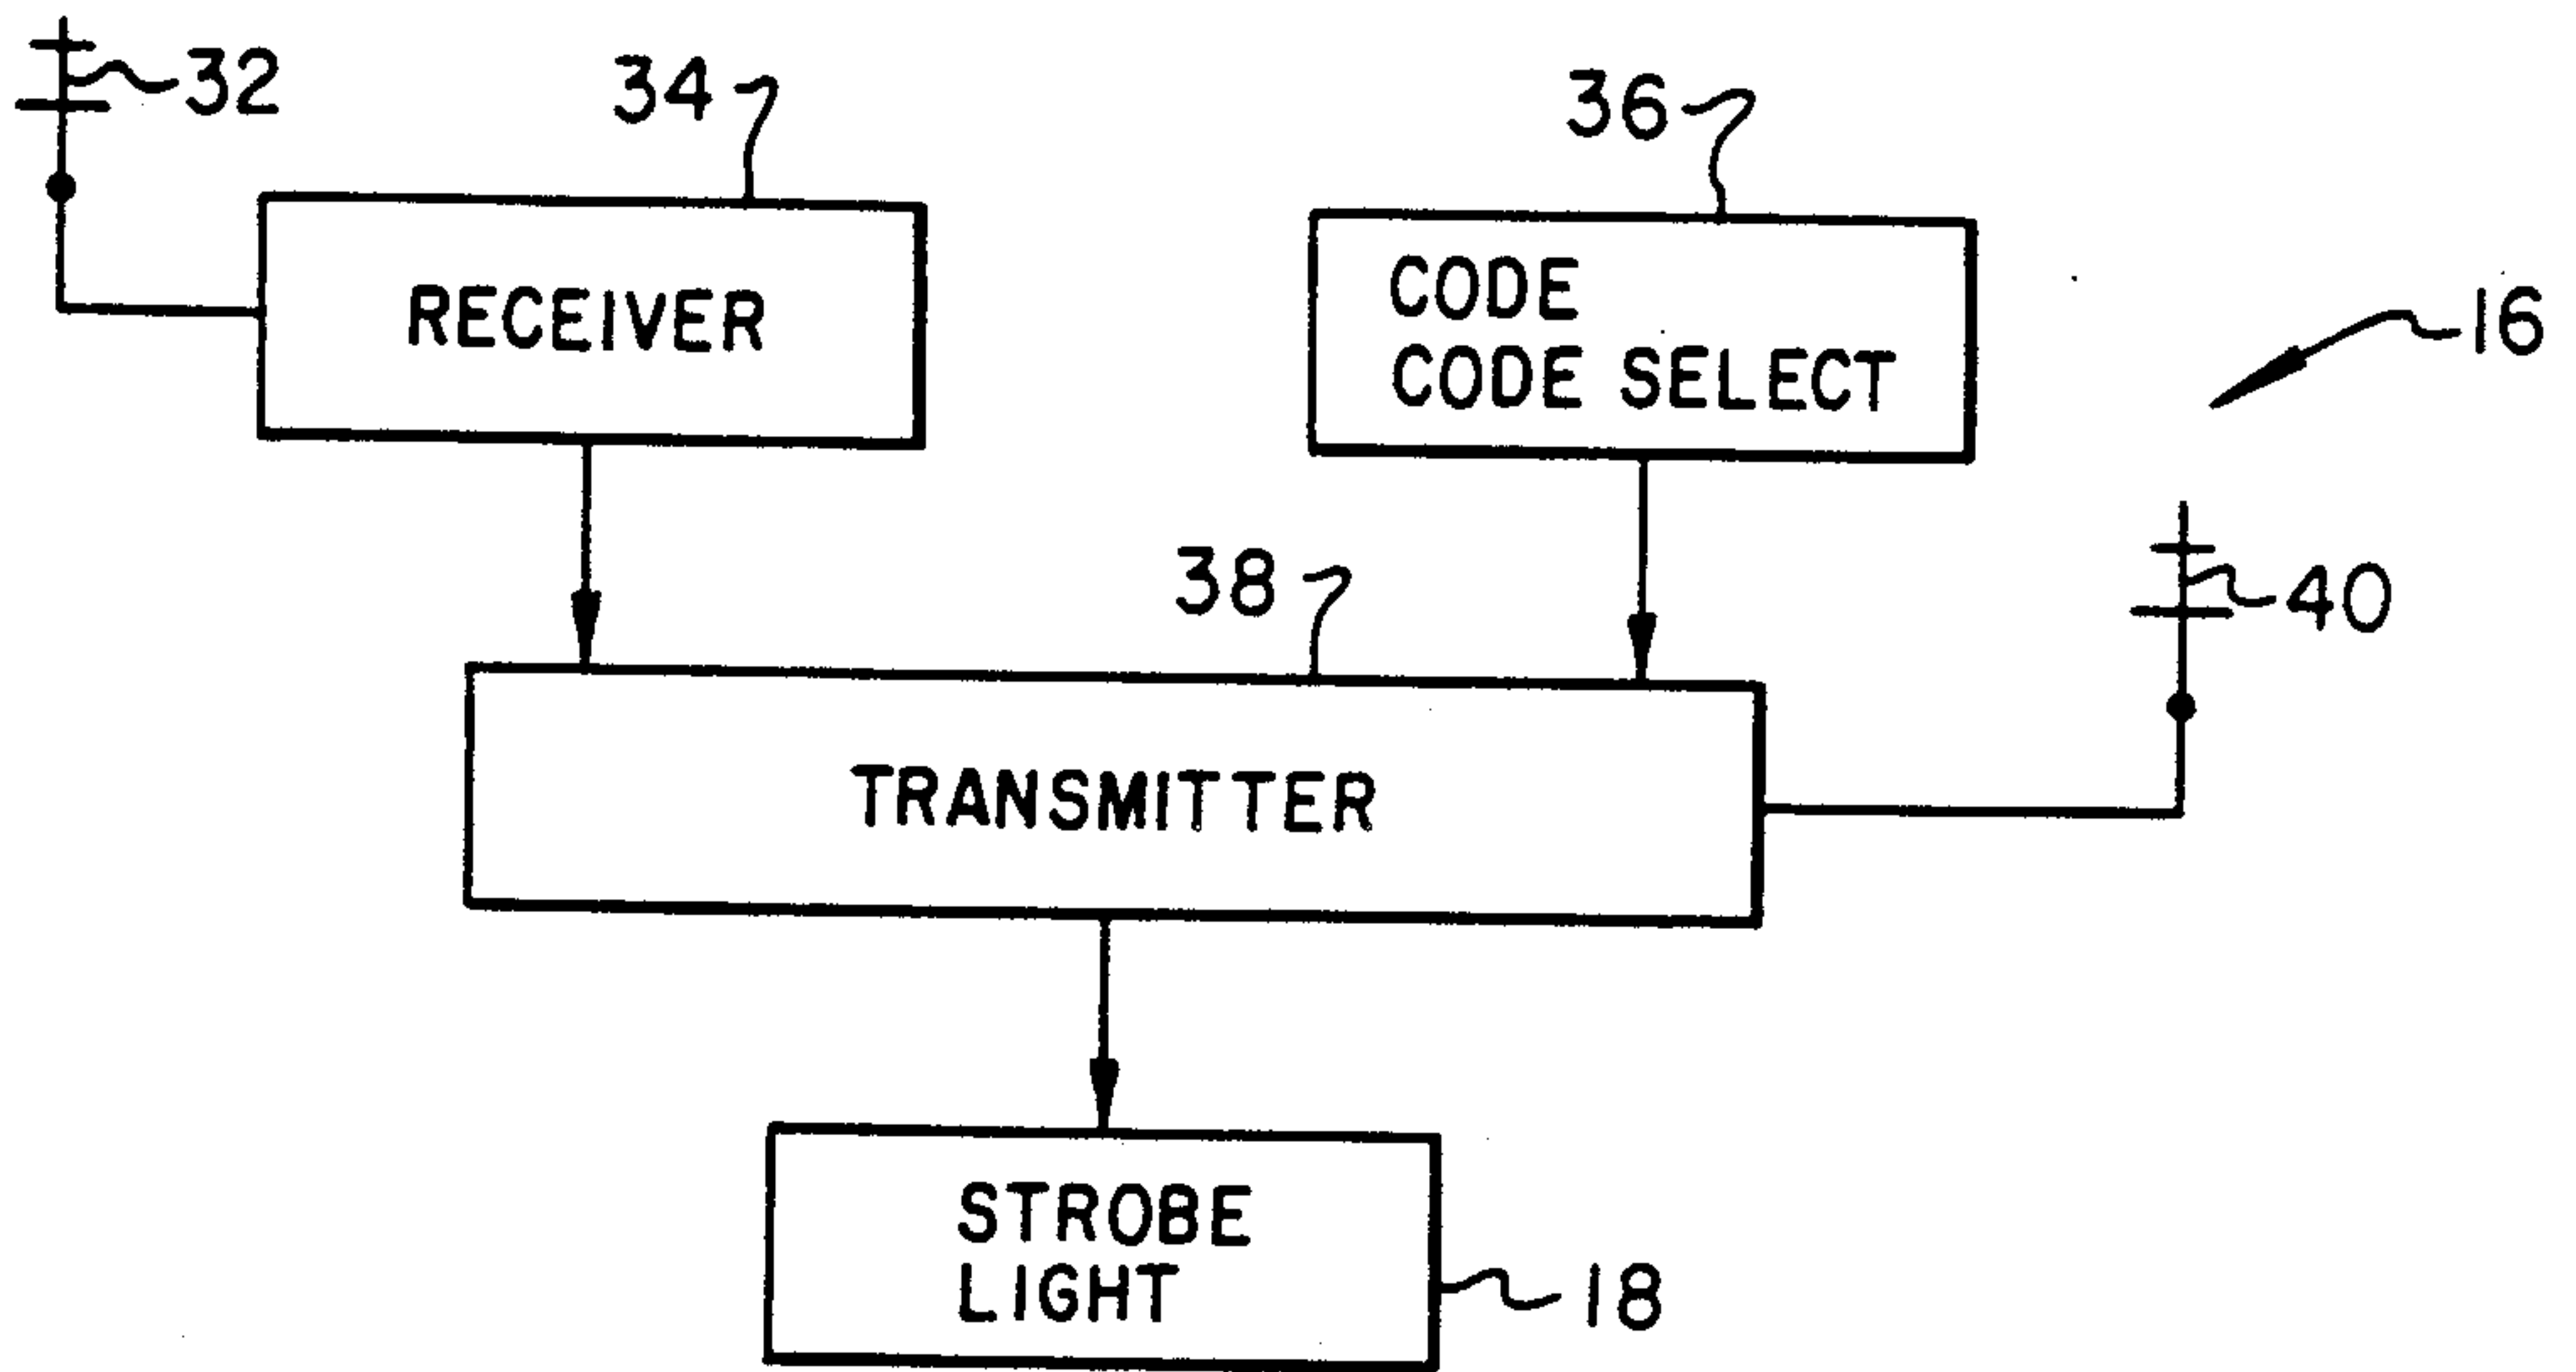 32
34
36
RECEIVER
CODE
CODE SELECT
16
38
40
TRANSMITTER
STROBE
LIGHT
18